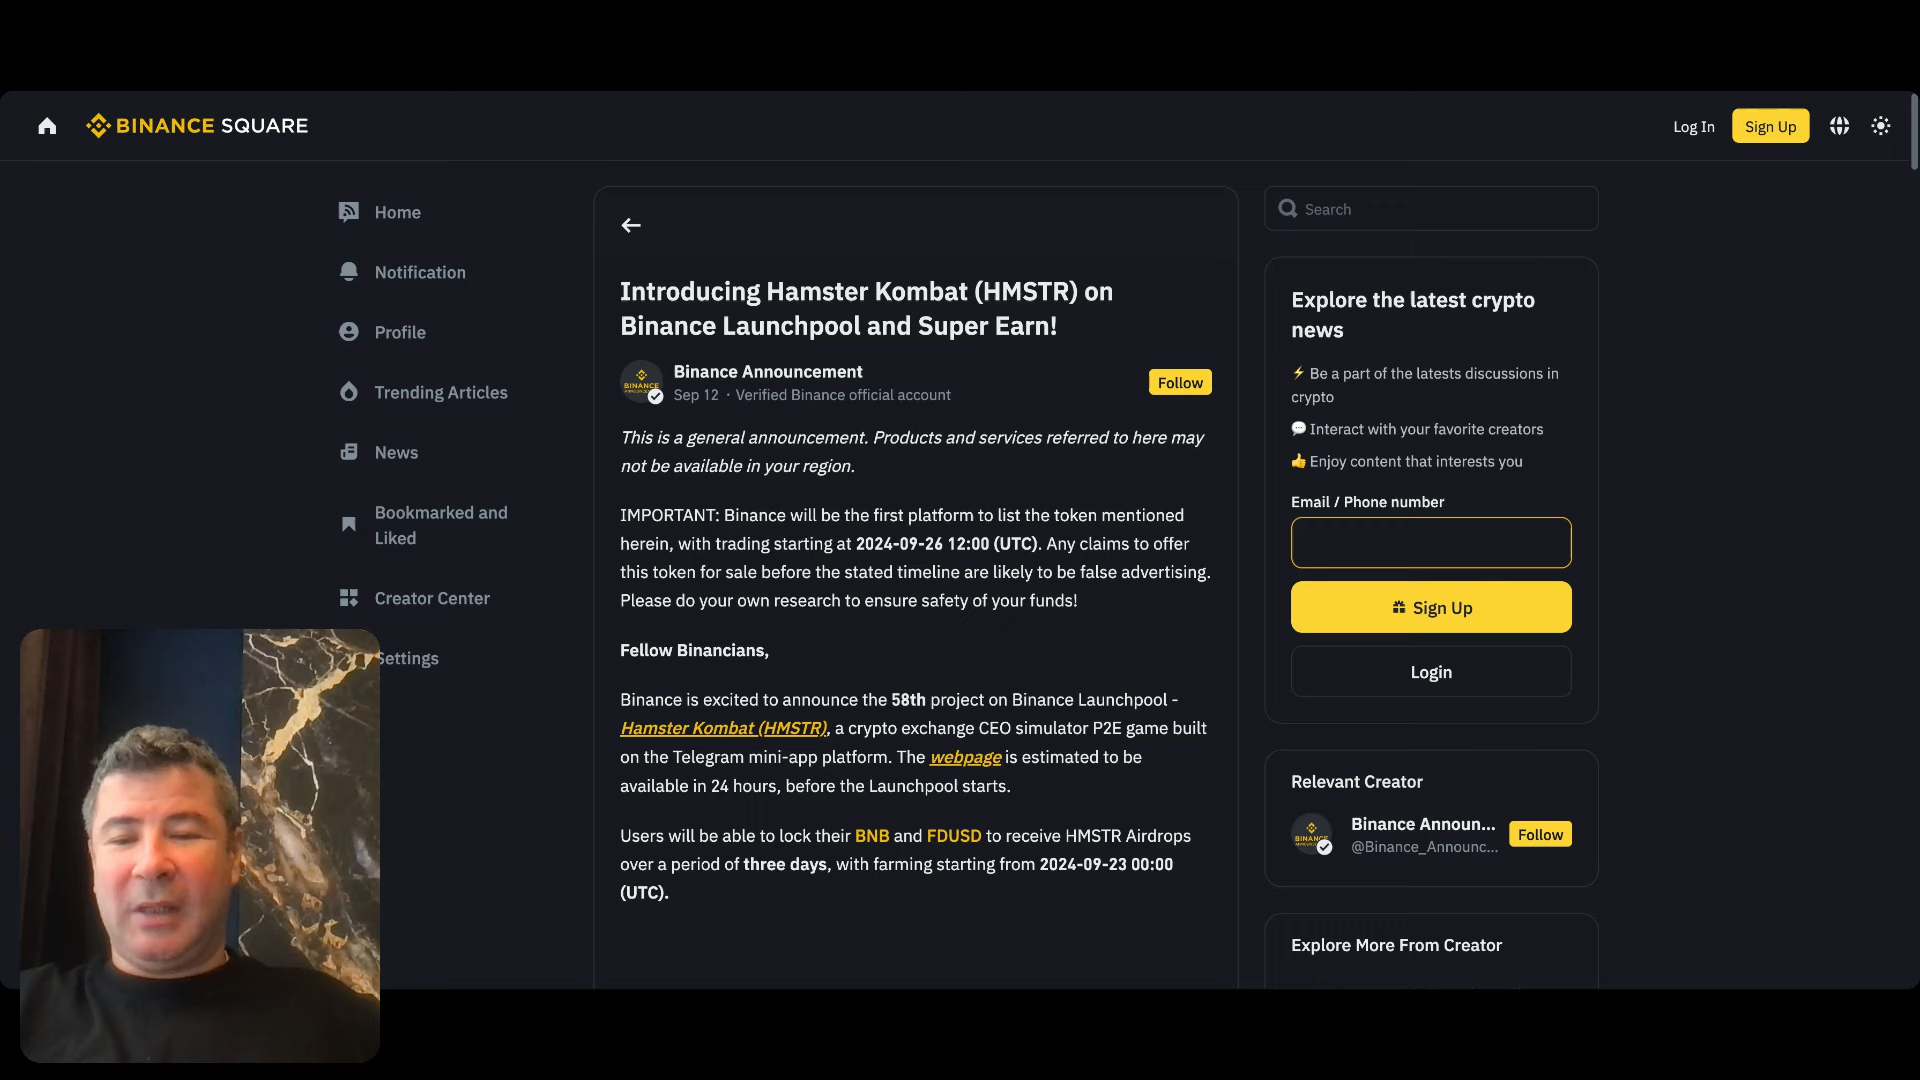 BINANCE SQUARE
Log In
Sign Up
Home
Notification
Profile
Trending Articles
News
Bookmarked and
Liked
Creator Center
Settings
Introducing Hamster Kombat (HMSTR) on
Binance Launchpool and Super Earn!
BINANCE
Binance Announcement
Sep 12 · Verified Binance official account
Follow
This is a general announcement. Products and services referred to here may
not be available in your region.
IMPORTANT: Binance will be the first platform to list the token mentioned
herein, with trading starting at 2024-09-26 12:00 (UTC). Any claims to offer
this token for sale before the stated timeline are likely to be false advertising.
Please do your own research to ensure safety of your funds!
Fellow Binancians,
Binance is excited to announce the 58th project on Binance Launchpool -
Hamster Kombat (HMSTR), a crypto exchange CEO simulator P2E game built
on the Telegram mini-app platform. The webpage is estimated to be
available in 24 hours, before the Launchpool starts.
Users will be able to lock their BNB and FDUSD to receive HMSTR Airdrops
over a period of three days, with farming starting from 2024-09-23 00:00
(UTC).
Search
Explore the latest crypto
news
⚡ Be a part of the latests discussions in
crypto
💬 Interact with your favorite creators
👍 Enjoy content that interests you
Email / Phone number
Sign Up
Login
Relevant Creator
BINANCE
Binance Announ...
@Binance_Announc...
Follow
Explore More From Creator